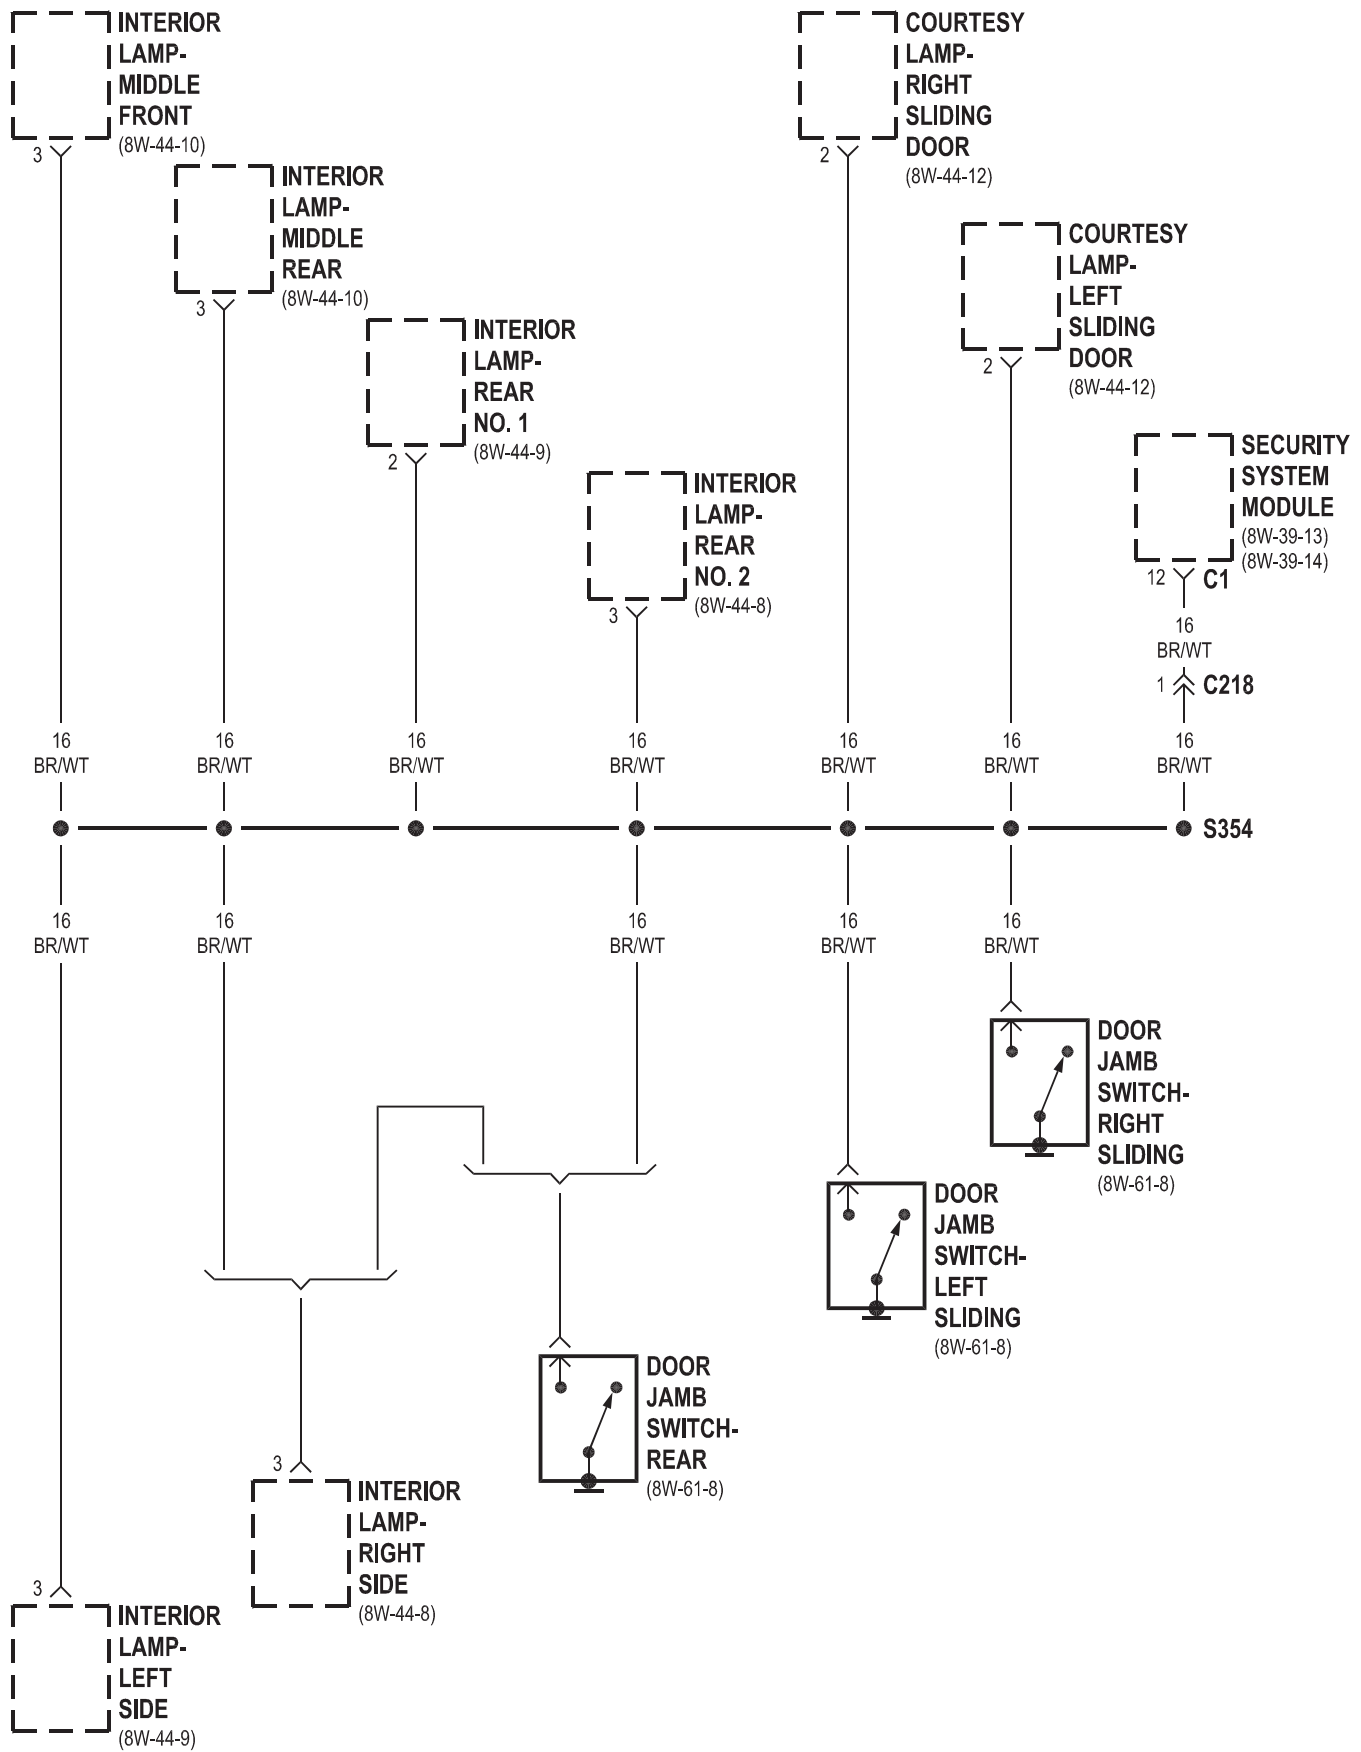 INTERIOR
LAMP-
MIDDLE
FRONT
(8W-44-10)
3
INTERIOR
LAMP-
MIDDLE
REAR
(8W-44-10)
3
INTERIOR
LAMP-
REAR
NO. 1
(8W-44-9)
2
INTERIOR
LAMP-
REAR
NO. 2
(8W-44-8)
3
COURTESY
LAMP-
RIGHT
SLIDING
DOOR
(8W-44-12)
2
COURTESY
LAMP-
LEFT
SLIDING
DOOR
(8W-44-12)
2
SECURITY
SYSTEM
MODULE
(8W-39-13)
(8W-39-14)
12 C1
16
BR/WT
1 C218
16 16 16 16 16 16 16
BR/WT BR/WT BR/WT BR/WT BR/WT BR/WT BR/WT
S354
16 16 16 16 16
BR/WT BR/WT BR/WT BR/WT BR/WT
DOOR
JAMB
SWITCH-
RIGHT
SLIDING
(8W-61-8)
DOOR
JAMB
SWITCH-
LEFT
SLIDING
(8W-61-8)
DOOR
JAMB
SWITCH-
REAR
(8W-61-8)
3
INTERIOR
LAMP-
RIGHT
SIDE
(8W-44-8)
3
INTERIOR
LAMP-
LEFT
SIDE
(8W-44-9)